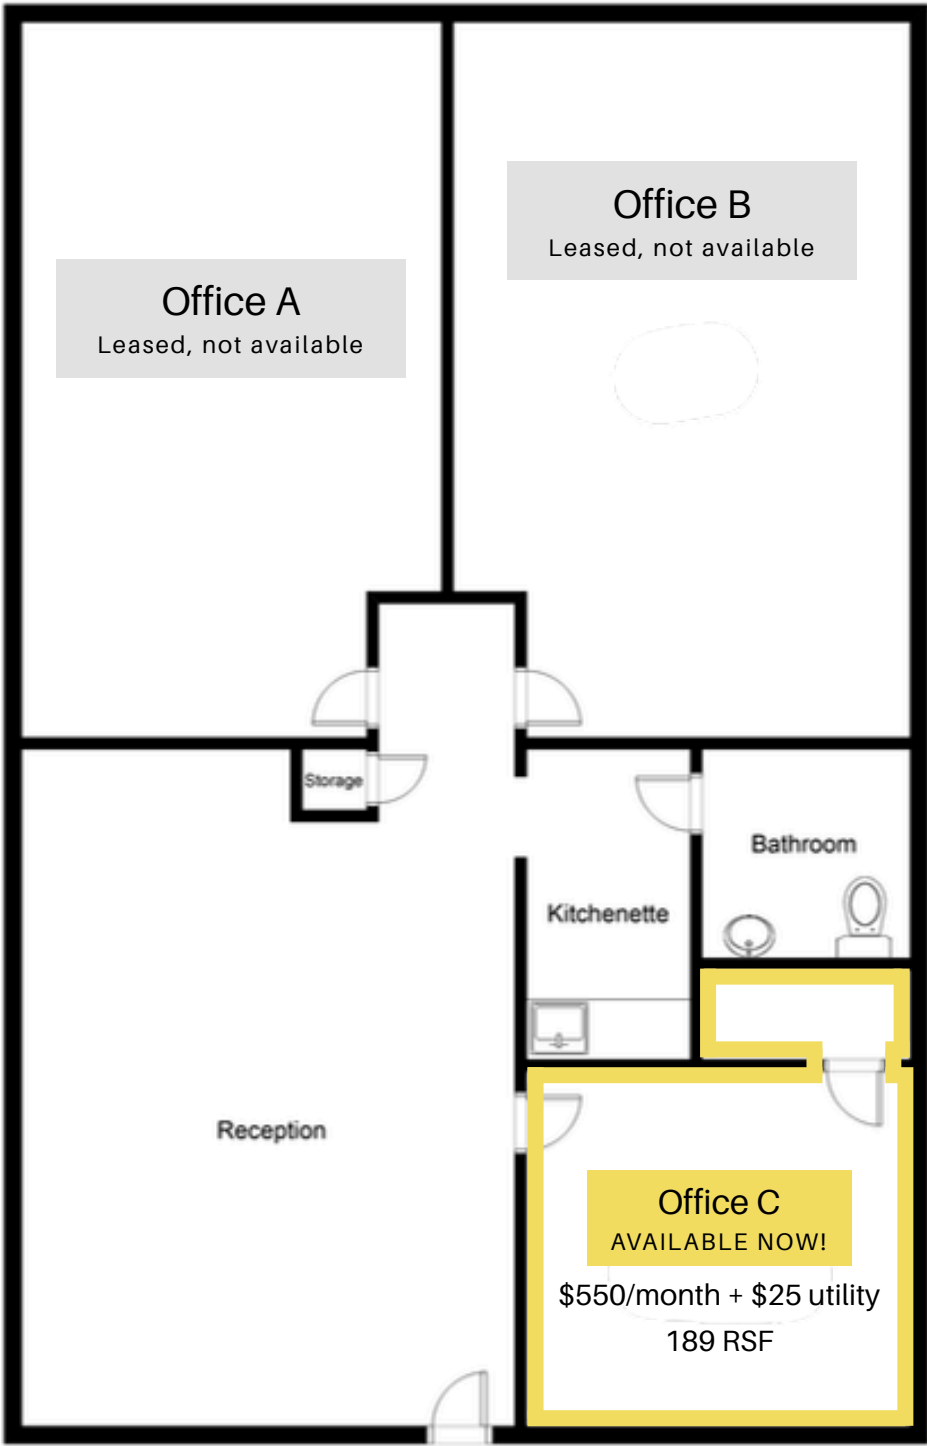 Office B
Leased, not available
Office A
Leased, not available
Storage
Bathroom
Kitchenette
Reception
Office C
AVAILABLE NOW!
$550/month + $25 utility
189 RSF